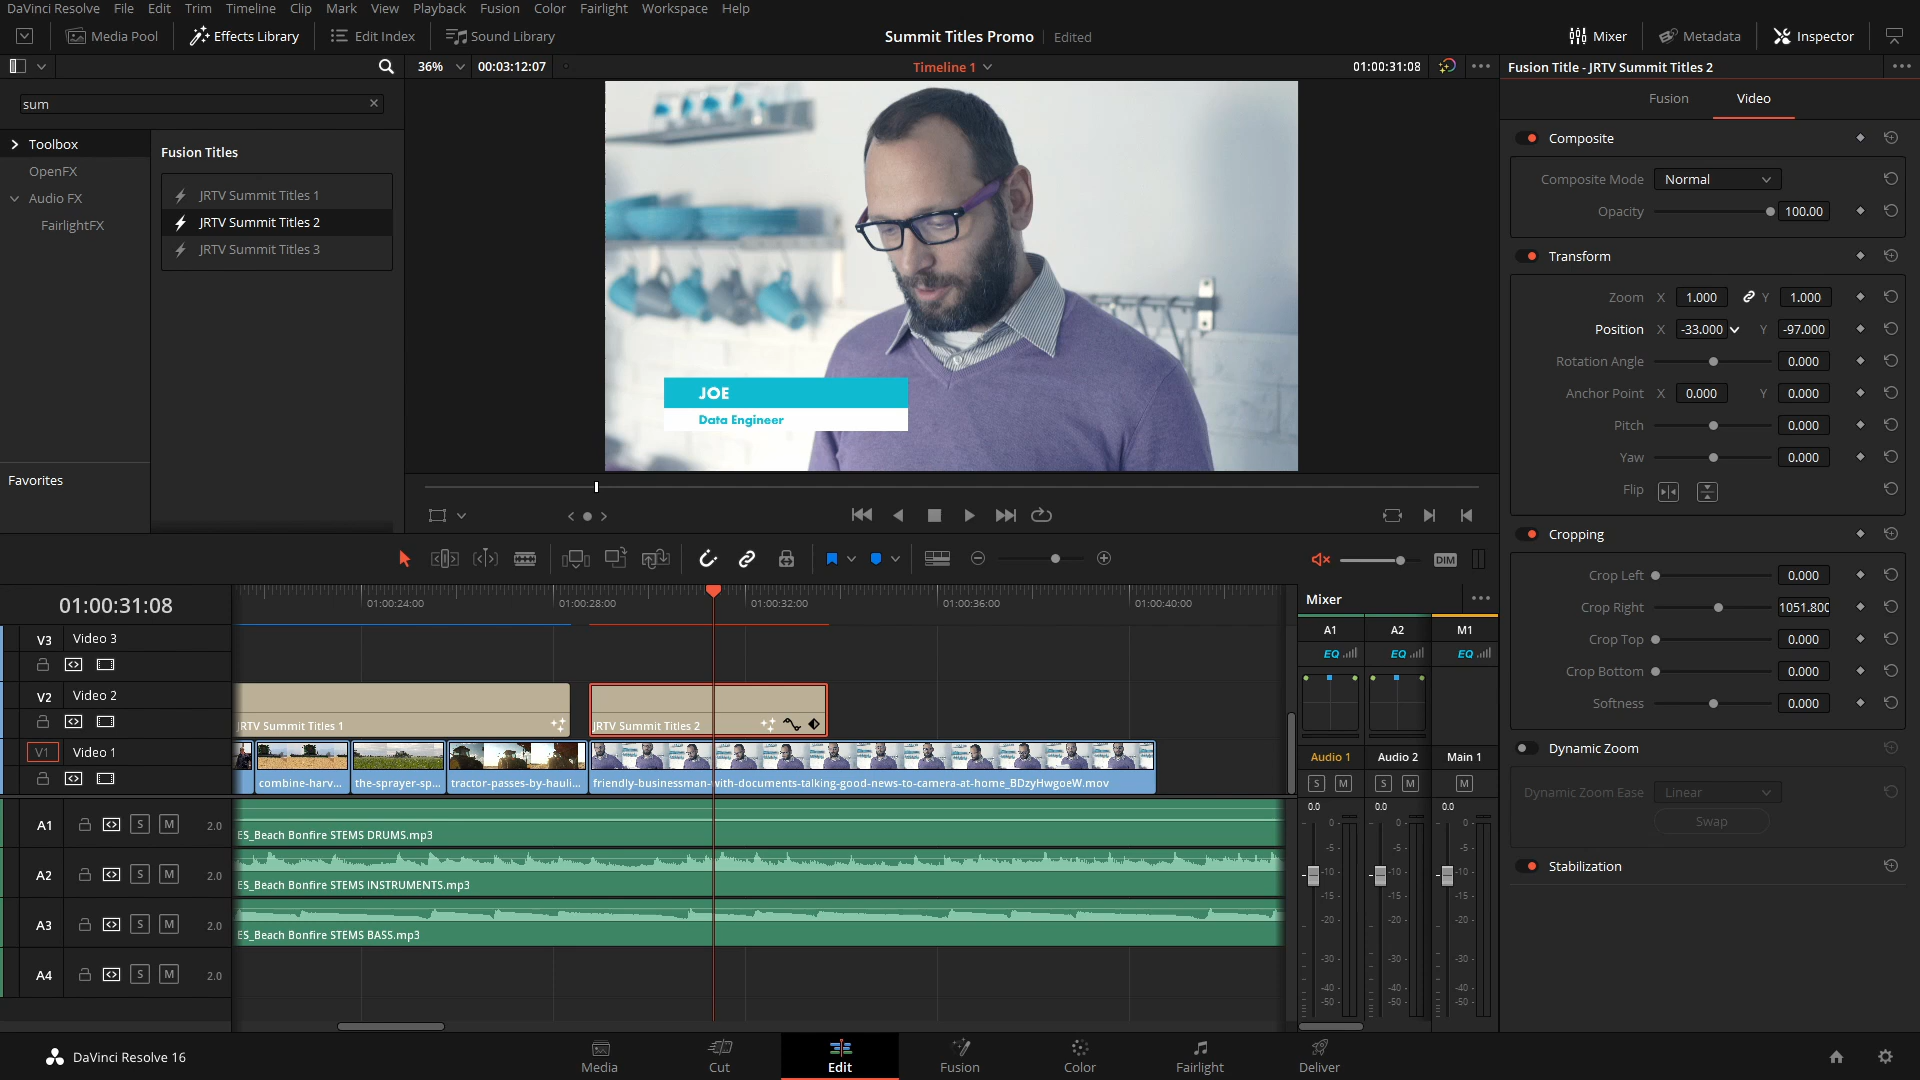 DaVinci Resolve File Edit Trim Timeline Clip Mark View Playback Fusion Color Fairlight Workspace Help
Media Pool Effects Library Edit Index Sound Library Summit Titles Promo Edited Mixer Metadata Inspector
36% 00:03:12:07 Timeline 1 01:00:31:08 Fusion Title - JRTV Summit Titles 2
sum
Fusion Video
Toolbox
OpenFX
Audio FX
FairlightFX
Favorites
Fusion Titles
JRTV Summit Titles 1
JRTV Summit Titles 2
JRTV Summit Titles 3
JOE
Data Engineer
Composite
Composite Mode Normal
Opacity 100.00
Transform
Zoom X 1.000 Y 1.000
Position X -33.000 Y -97.000
Rotation Angle 0.000
Anchor Point X 0.000 Y 0.000
Pitch 0.000
Yaw 0.000
Flip
Cropping
Crop Left 0.000
Crop Right 1051.800
Crop Top 0.000
Crop Bottom 0.000
Softness 0.000
Dynamic Zoom
Dynamic Zoom Ease Linear
Swap
Stabilization
DIM
01:00:31:08 01:00:24:00 01:00:28:00 01:00:32:00 01:00:36:00 01:00:40:00
V3 Video 3
V2 Video 2
JRTV Summit Titles 1 JRTV Summit Titles 2
V1 Video 1
combine-harv... the-sprayer-sp... tractor-passes-by-hauli... friendly-businessman-with-documents-talking-good-news-to-camera-at-home_BDzyHwgoeW.mov
A1 S M 2.0
ES_Beach Bonfire STEMS DRUMS.mp3
A2 S M 2.0
ES_Beach Bonfire STEMS INSTRUMENTS.mp3
A3 S M 2.0
ES_Beach Bonfire STEMS BASS.mp3
A4 S M 2.0
Mixer
A1 A2 M1
EQ EQ EQ
Audio 1 Audio 2 Main 1
S M S M M
0.0 0.0 0.0
0- 0- 0-
-5- -5- -5-
-10- -10- -10-
-15- -15- -15-
-20- -20- -20-
-30- -30- -30-
-40- -40- -40-
-50- -50- -50-
DaVinci Resolve 16
Media Cut Edit Fusion Color Fairlight Deliver